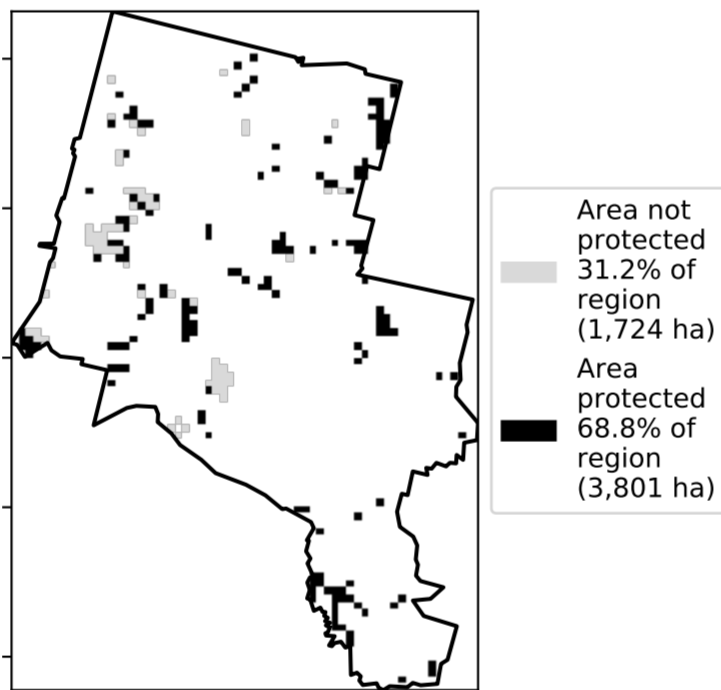 Area not
protected
31.2% of
region
(1,724 ha)
Area
protected
68.8% of
region
(3,801 ha)